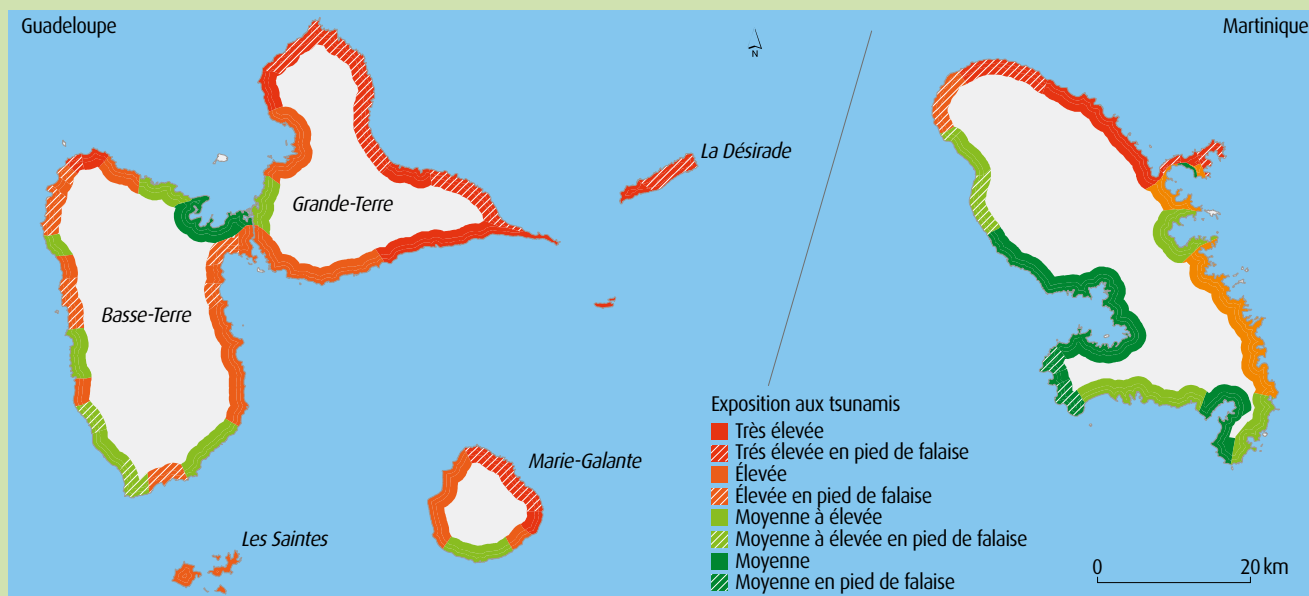 Guadeloupe
Martinique
N
La Désirade
Grande-Terre
Basse-Terre
Marie-Galante
Les Saintes
Exposition aux tsunamis
Très élevée
Trés élevée en pied de falaise
Élevée
Élevée en pied de falaise
Moyenne à élevée
Moyenne à élevée en pied de falaise
Moyenne
Moyenne en pied de falaise
0 20 km